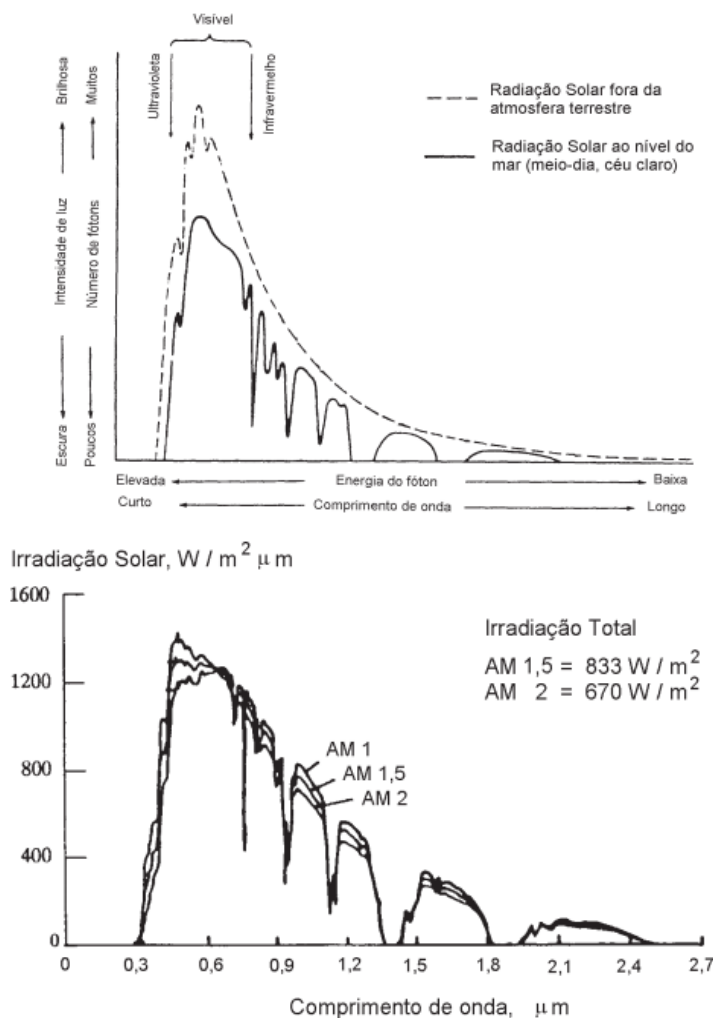 Visível
Ultravioleta
Infravermelho
Brilhosa
Muitos
Intensidade de luz
Número de fótons
Escura
Poucos
Radiação Solar fora da
atmosfera terrestre
Radiação Solar ao nível do
mar (meio-dia, céu claro)
Elevada
Energia do fóton
Baixa
Curto
Comprimento de onda
Longo
Irradiação Solar, W / m² μ m
1600
1200
800
400
0
Irradiação Total
AM 1,5 = 833 W / m²
AM 2 = 670 W / m²
AM 1
AM 1,5
AM 2
0 0,3 0,6 0,9 1,2 1,5 1,8 2,1 2,4 2,7
Comprimento de onda, μ m